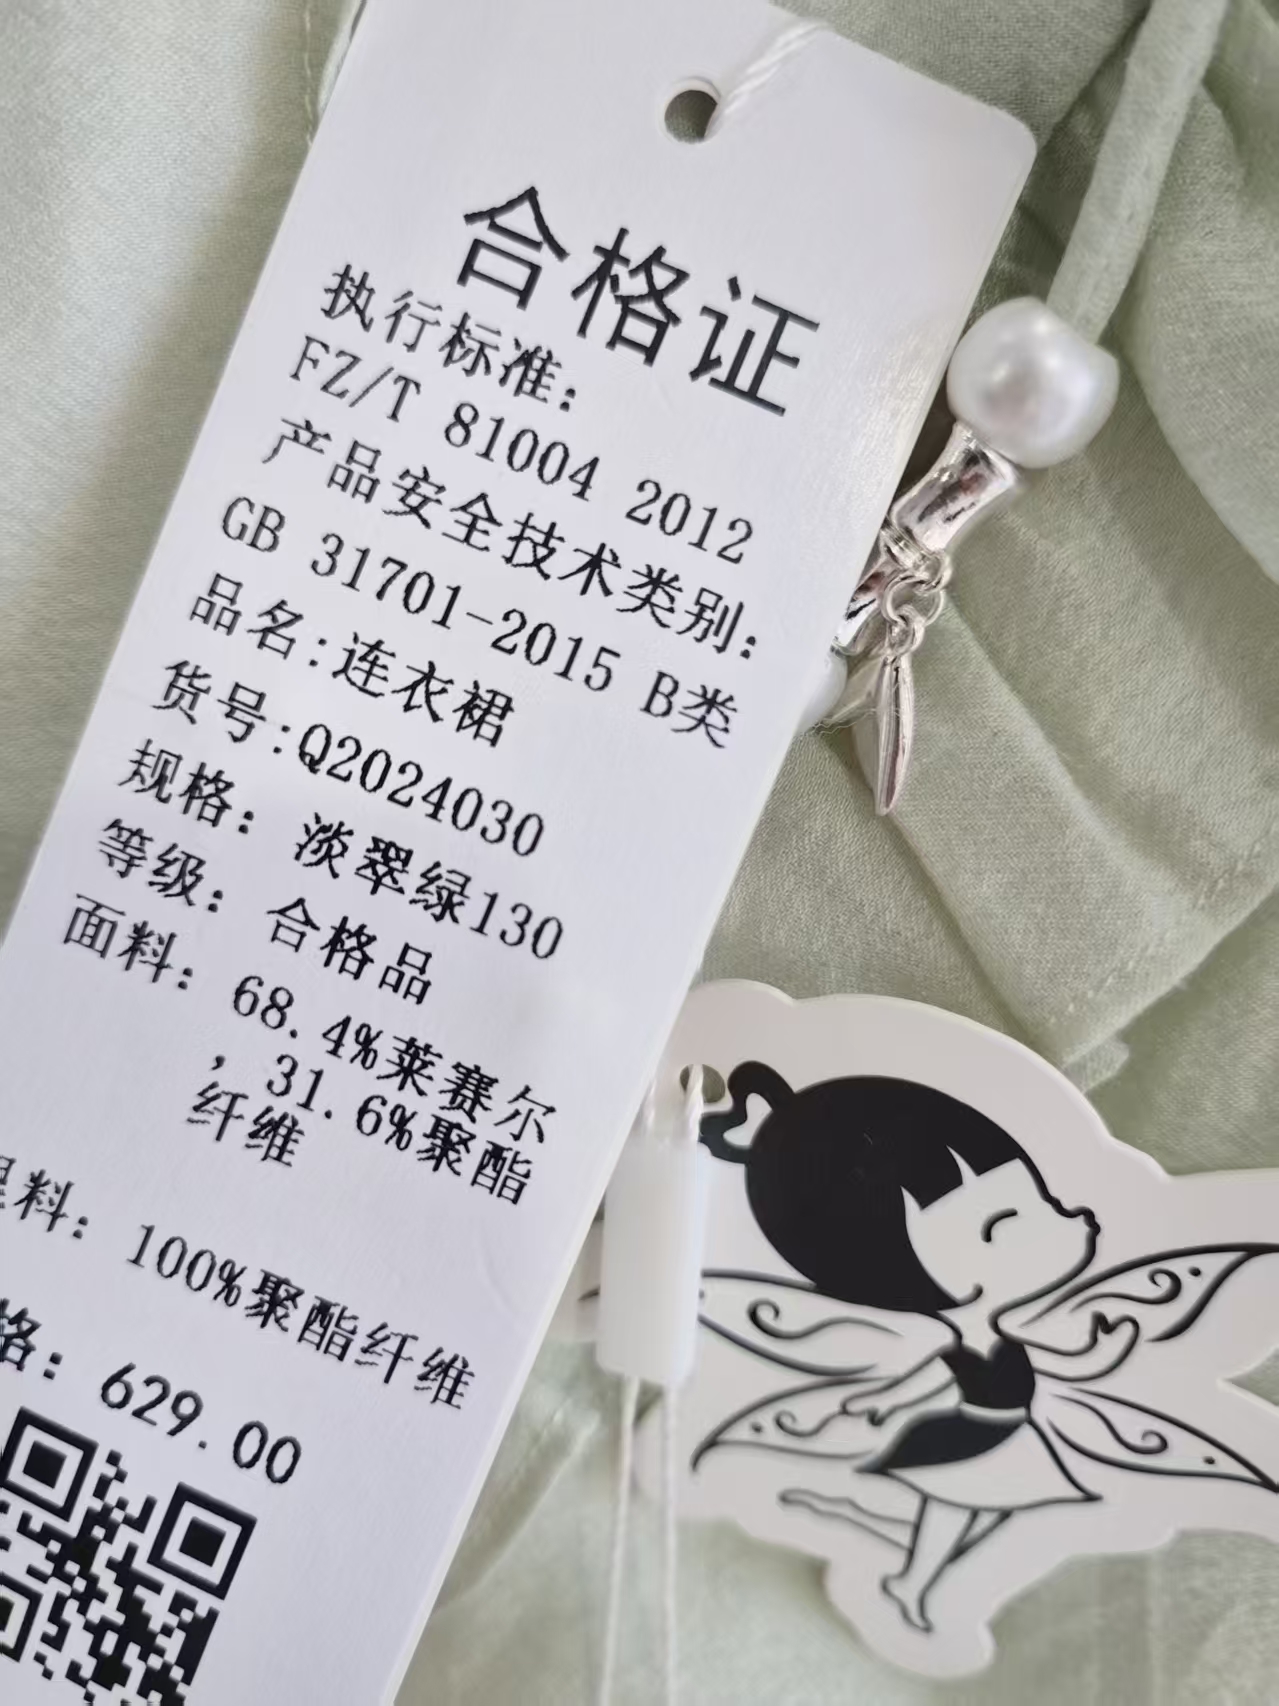 合格证
执行标准：
FZ/T 81004 2012
产品安全技术类别：
GB 31701-2015 B类
品名:连衣裙
货号:Q2024030
规格：淡翠绿130
等级：合格品
面料：68.4%莱赛尔
，31.6%聚酯
纤维
里料：100%聚酯纤维
格：629.00